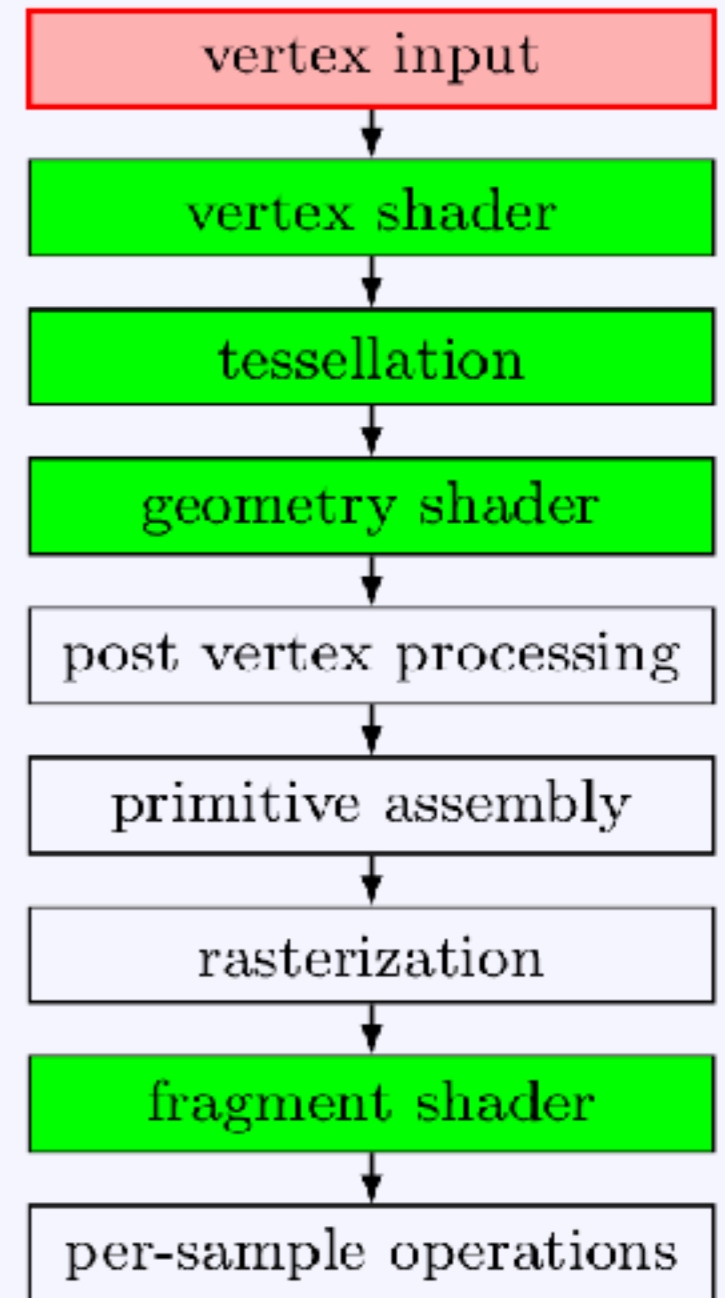 vertex input
vertex shader
tessellation
geometry shader
post vertex processing
primitive assembly
rasterization
fragment shader
per-sample operations